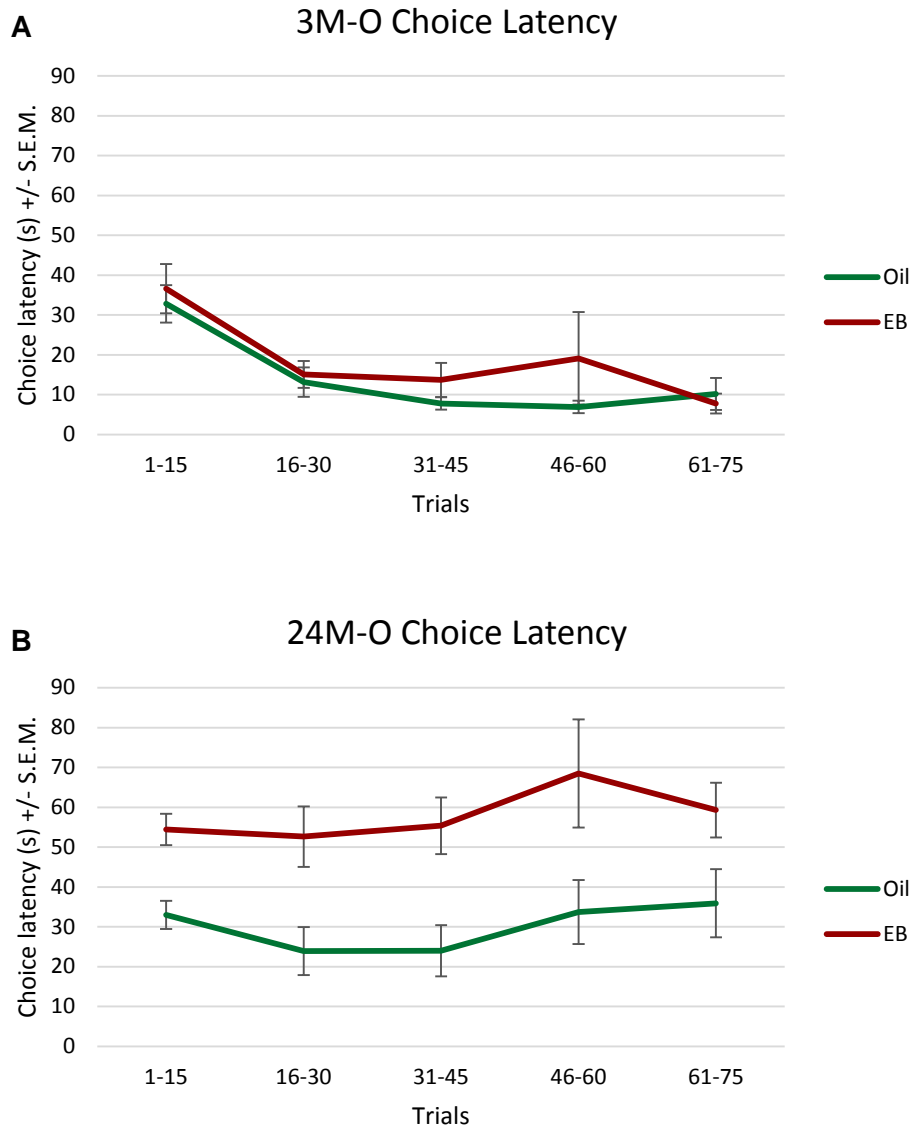 A
3M-O Choice Latency
Choice latency (s) +/- S.E.M.
90
80
70
60
50
40
30
20
10
0
1-15 16-30 31-45 46-60 61-75
Trials
Oil
EB
B
24M-O Choice Latency
Choice latency (s) +/- S.E.M.
90
80
70
60
50
40
30
20
10
0
1-15 16-30 31-45 46-60 61-75
Trials
Oil
EB